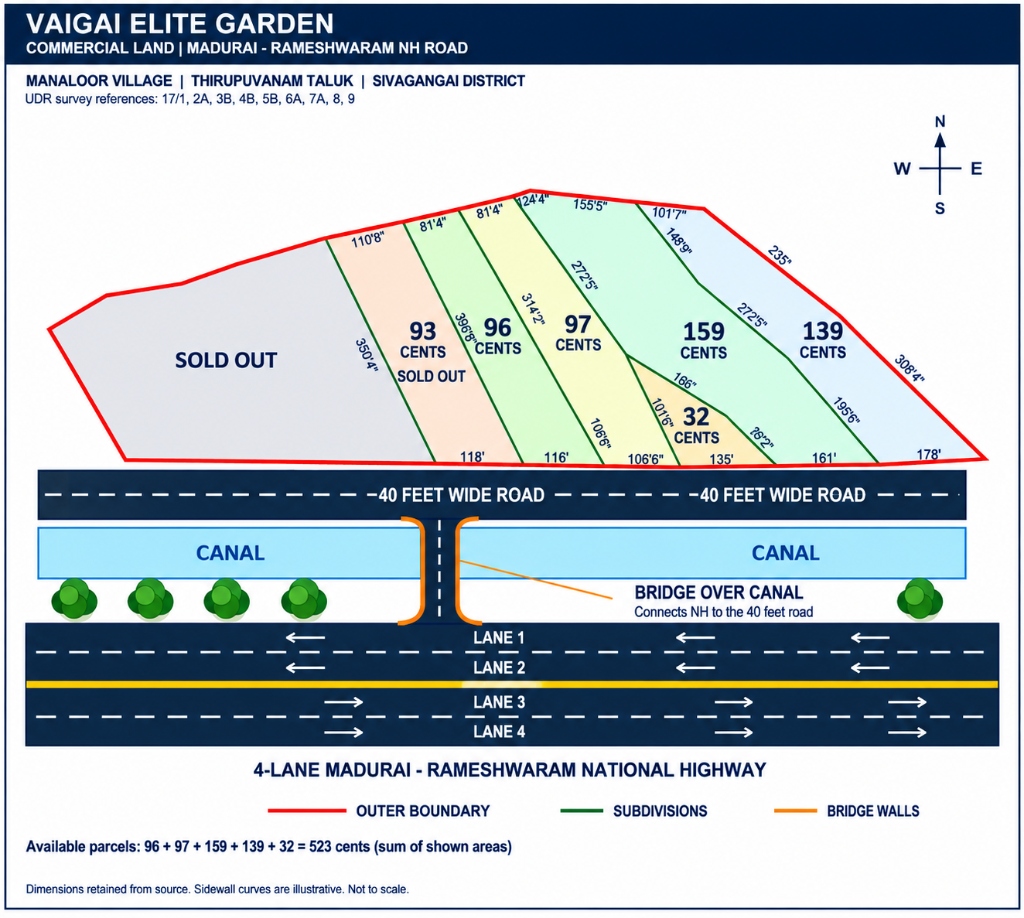 VAIGAI ELITE GARDEN
COMMERCIAL LAND | MADURAI - RAMESHWARAM NH ROAD
MANALOOR VILLAGE | THIRUPUVANAM TALUK | SIVAGANGAI DISTRICT
UDR survey references: 17/1, 2A, 3B, 4B, 5B, 6A, 7A, 8, 9
N
W E
S
110'8"
81'4"
81'4"
124'4"
155'5"
101'7"
148'9"
235"
350'4"
396'8"
314'2"
272'5"
272'5"
308'4"
SOLD OUT
93
CENTS
SOLD OUT
96
CENTS
97
CENTS
159
CENTS
139
CENTS
166"
101'6"
32
CENTS
26'2"
106'6"
195'6"
118'
116'
106'6"
135'
161'
178'
40 FEET WIDE ROAD
40 FEET WIDE ROAD
CANAL
CANAL
BRIDGE OVER CANAL
Connects NH to the 40 feet road
LANE 1
LANE 2
LANE 3
LANE 4
4-LANE MADURAI - RAMESHWARAM NATIONAL HIGHWAY
OUTER BOUNDARY
SUBDIVISIONS
BRIDGE WALLS
Available parcels: 96 + 97 + 159 + 139 + 32 = 523 cents (sum of shown areas)
Dimensions retained from source. Sidewall curves are illustrative. Not to scale.